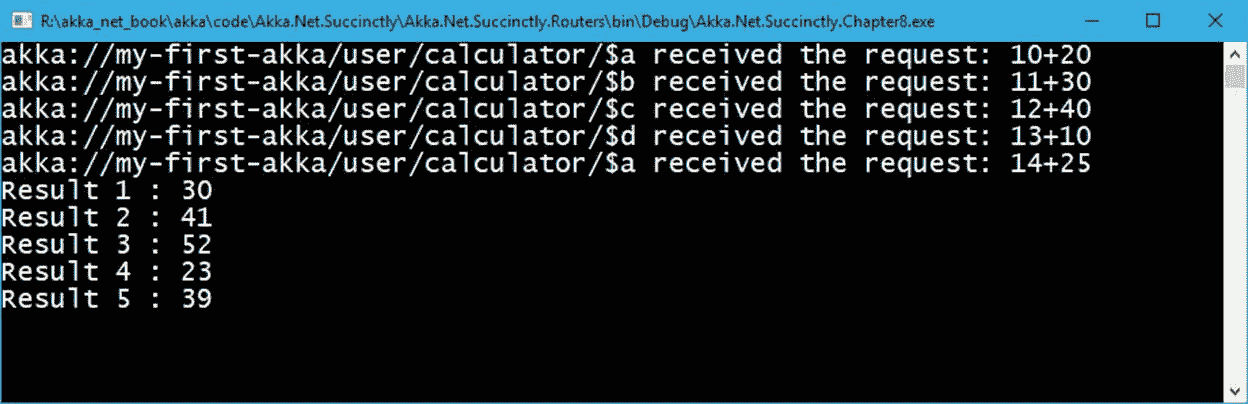 R:\akka_net_book\akka\code\Akka.Net.Succinctly\Akka.Net.Succinctly.Routers\bin\Debug\Akka.Net.Succinctly.Chapter8.exe
akka://my-first-akka/user/calculator/$a received the request: 10+20
akka://my-first-akka/user/calculator/$b received the request: 11+30
akka://my-first-akka/user/calculator/$c received the request: 12+40
akka://my-first-akka/user/calculator/$d received the request: 13+10
akka://my-first-akka/user/calculator/$a received the request: 14+25
Result 1 : 30
Result 2 : 41
Result 3 : 52
Result 4 : 23
Result 5 : 39